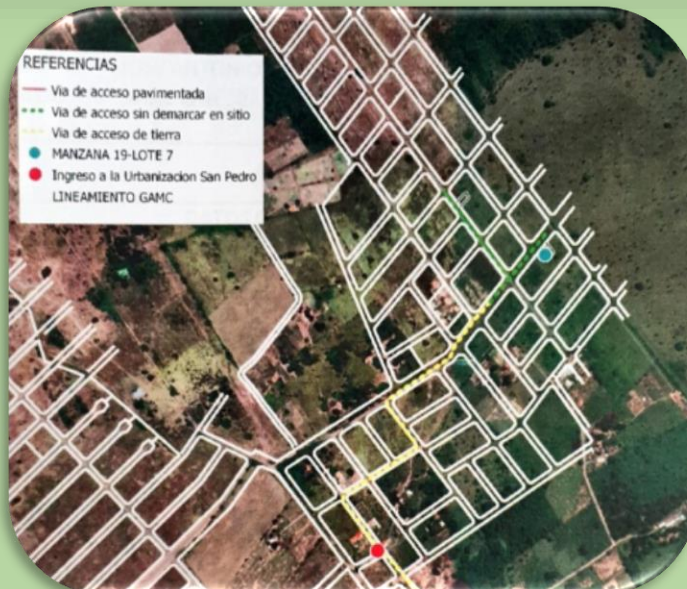 REFERENCIAS
Via de acceso pavimentada
Via de acceso sin demarcar en sitio
Via de acceso de tierra
MANZANA 19-LOTE 7
Ingreso a la Urbanizacion San Pedro
LINEAMIENTO GAMC